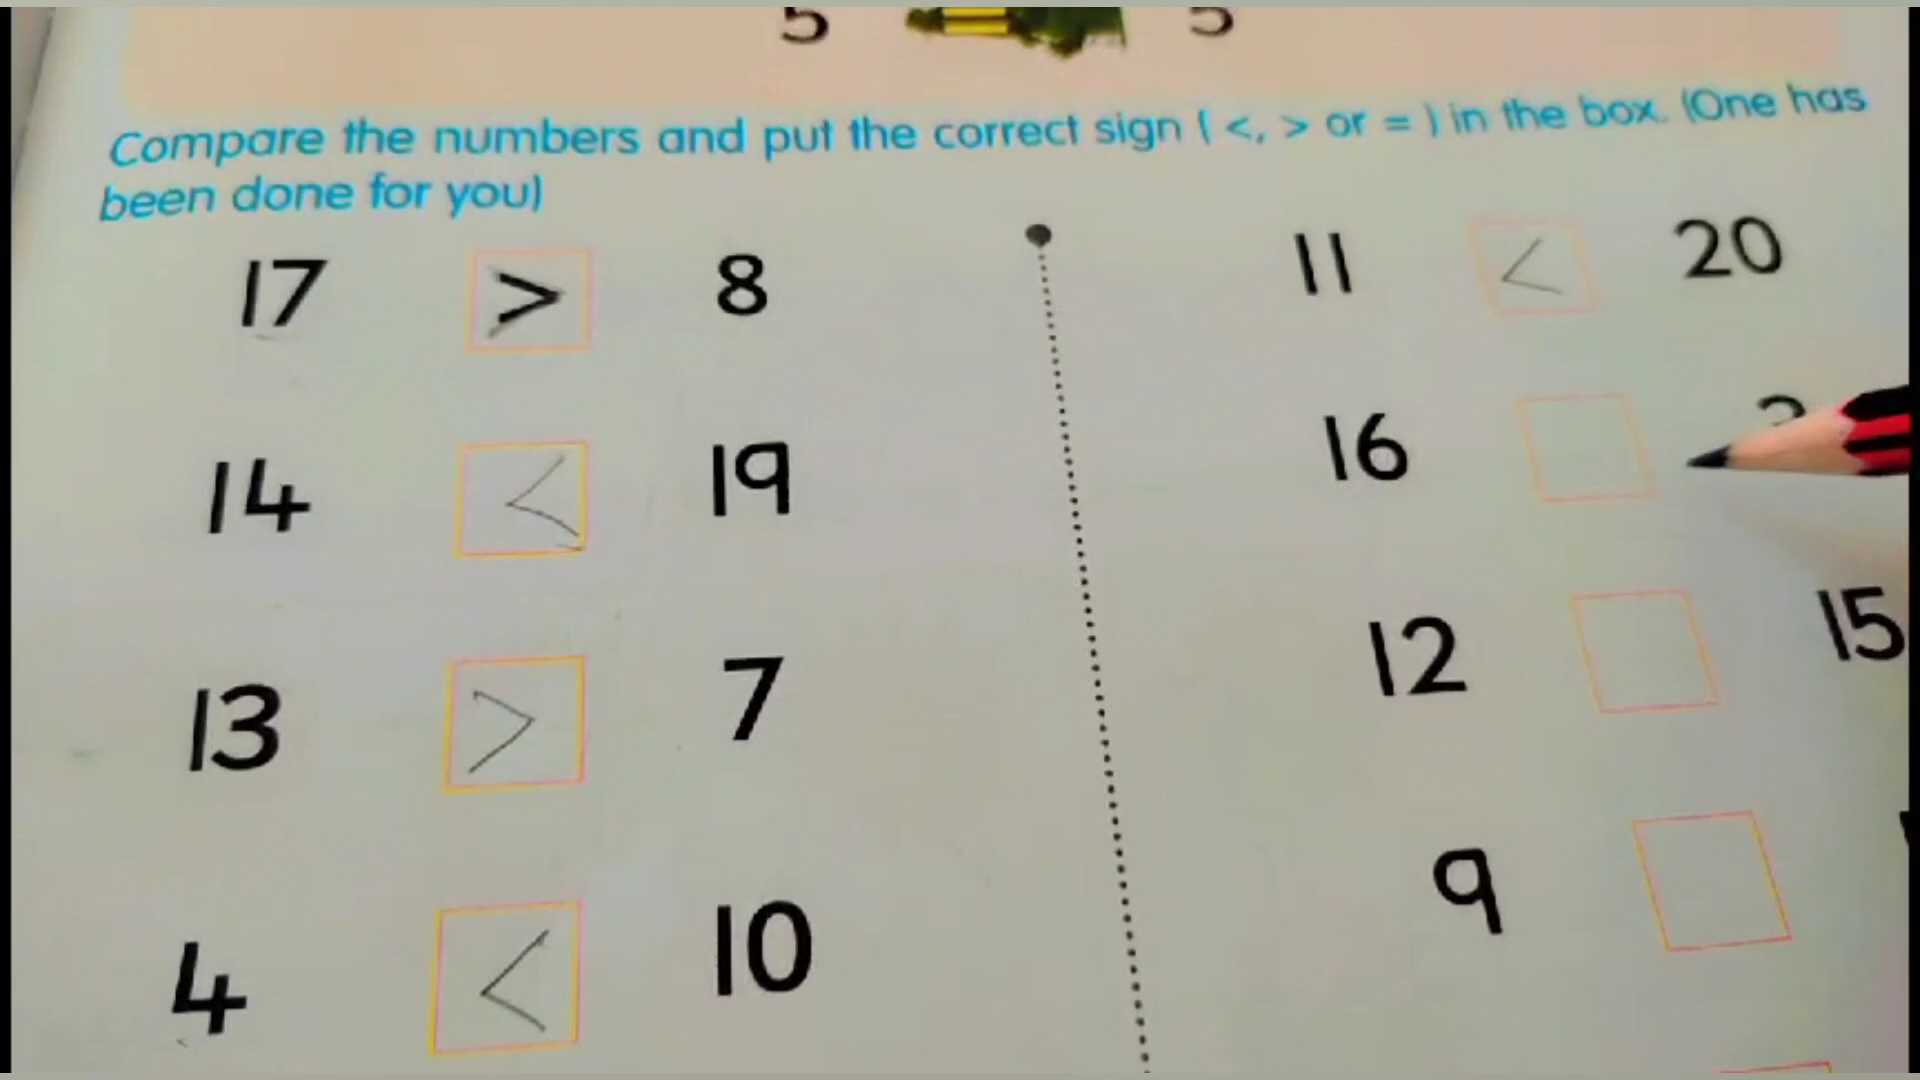 5 5
Compare the numbers and put the correct sign ( <, > or = ) in the box. (One has
been done for you)
17 > 8
11 < 20
14 < 19
16
13 > 7
12 15
4 < 10
9